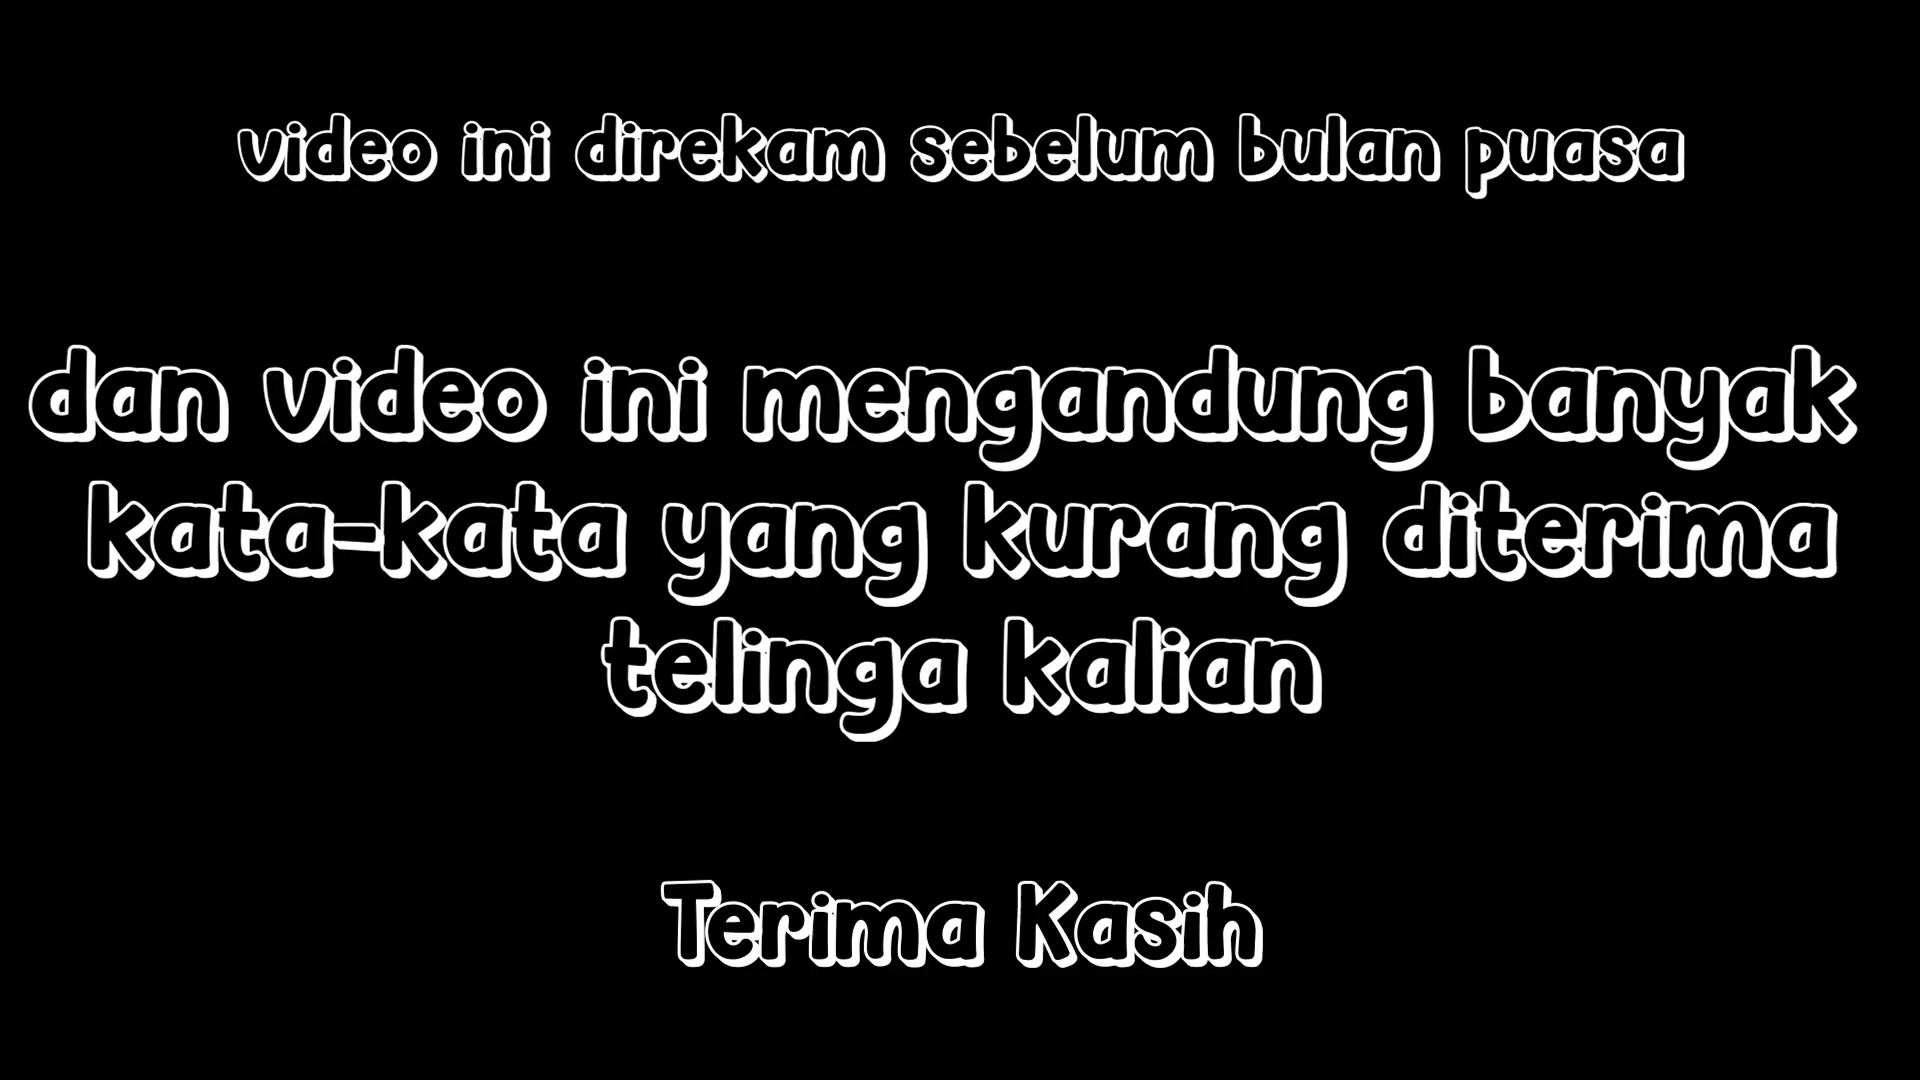 video ini direkam sebelum bulan puasa
dan video ini mengandung banyak
kata-kata yang kurang diterima
telinga kalian
Terima Kasih